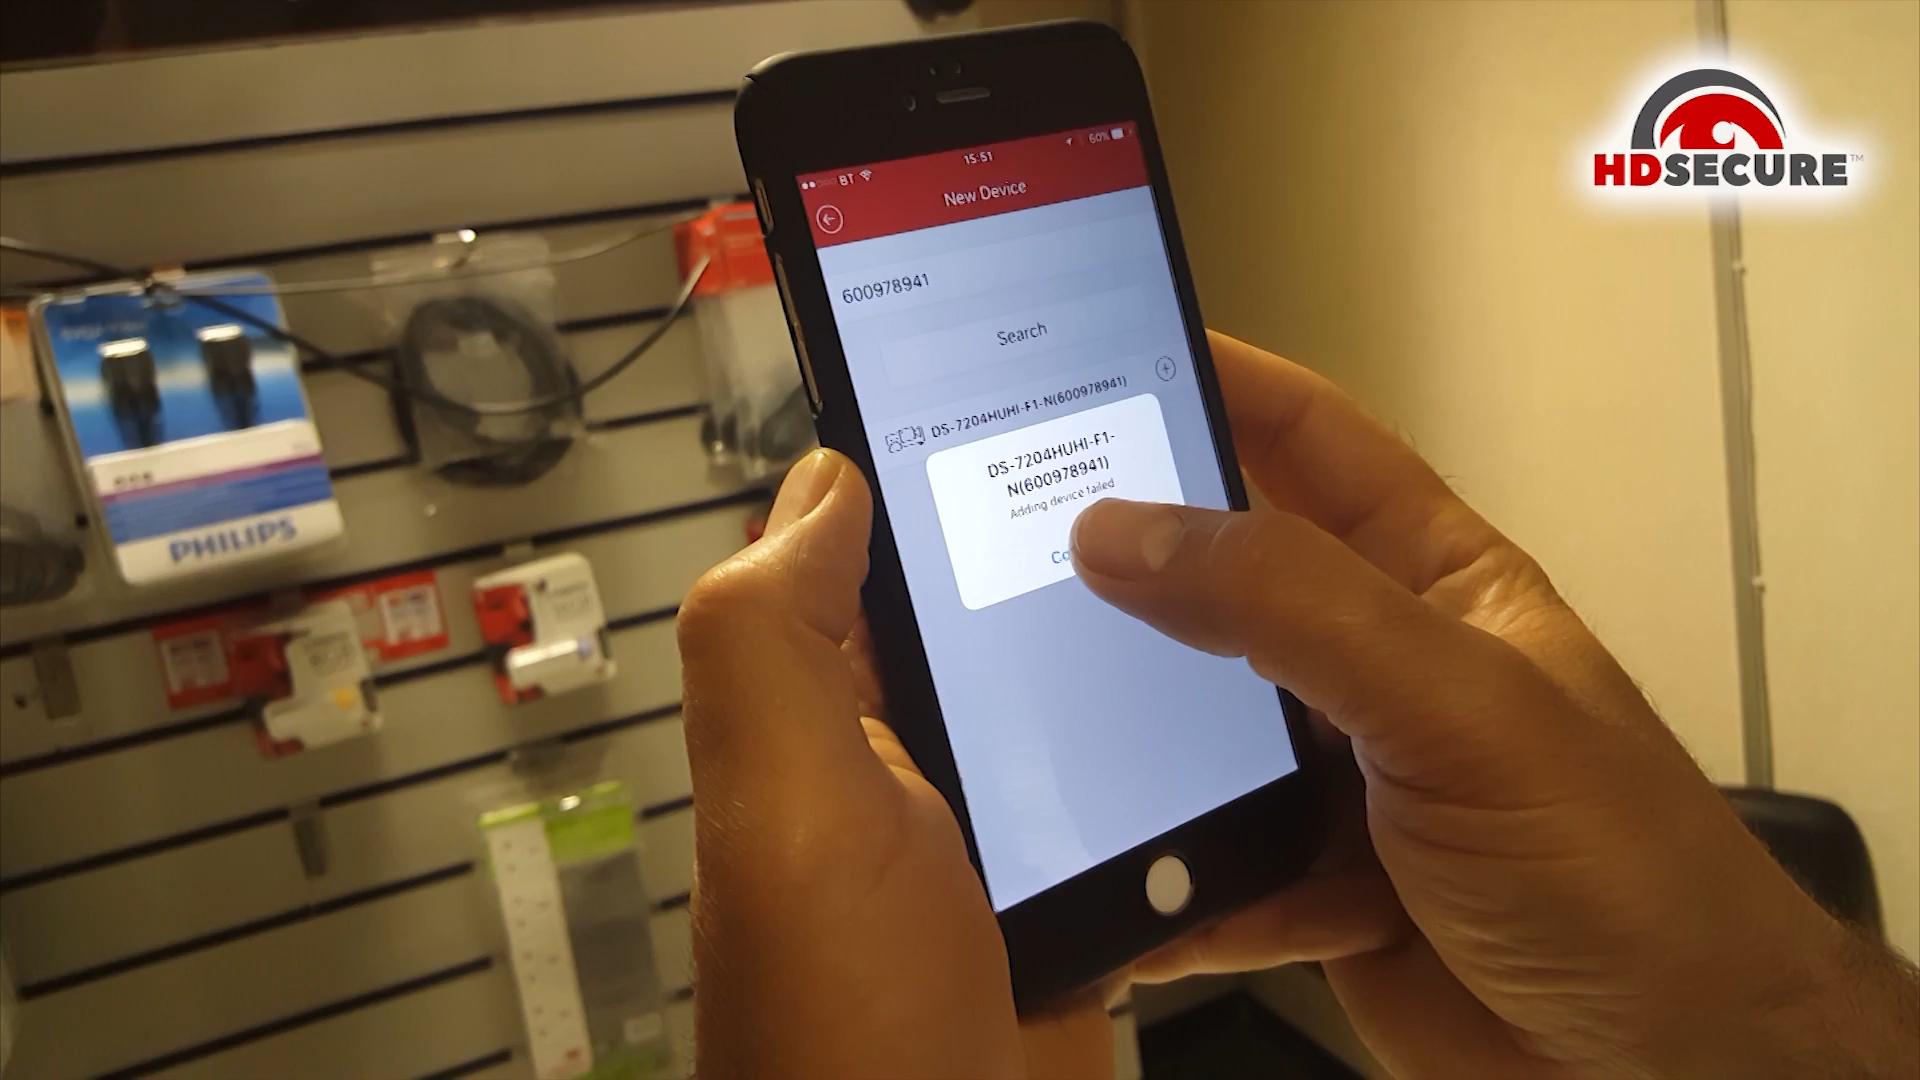 HDSECURE™
BT
15:51
60%
New Device
600978941
Search
DS-7204HUHI-F1-N(600978941)
DS-7204HUHI-F1-
N(600978941)
Adding device failed
PHILIPS